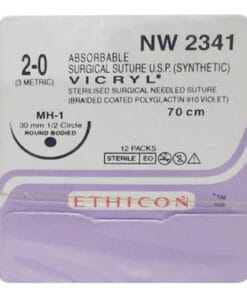 NW 2341
2-0
(3 METRIC)
ABSORBABLE
SURGICAL SUTURE U.S.P. (SYNTHETIC)
VICRYL*
STERILISED SURGICAL NEEDLED SUTURE
(BRAIDED COATED POLYGLACTIN 910 VIOLET)
70 cm
MH-1
30 mm 1/2 Circle
ROUND BODIED
12 PACKS
STERILE EO
ETHICON
*TM